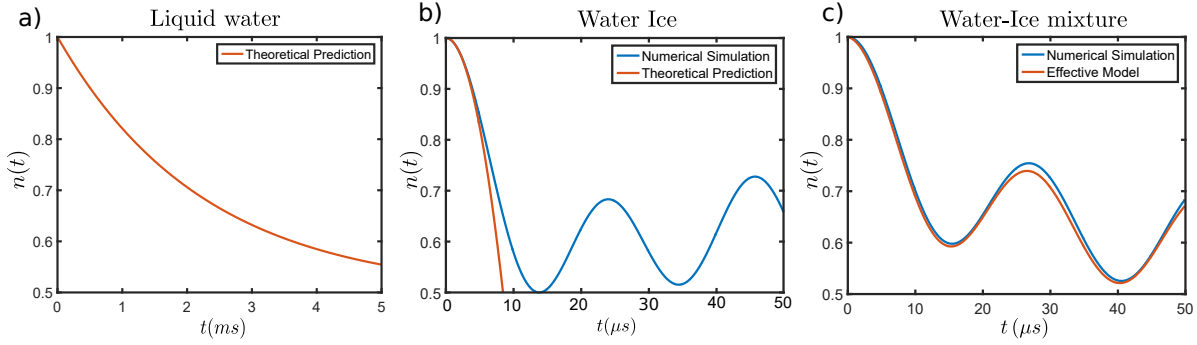 a)
Liquid water
Theoretical Prediction
n(t)
1
0.9
0.8
0.7
0.6
0.5
0 1 2 3 4 5
t(ms)
b)
Water Ice
Numerical Simulation
Theoretical Prediction
n(t)
1
0.9
0.8
0.7
0.6
0.5
0 10 20 30 40 50
t(μs)
c)
Water-Ice mixture
Numerical Simulation
Effective Model
n(t)
1
0.9
0.8
0.7
0.6
0.5
0 10 20 30 40 50
t (μs)